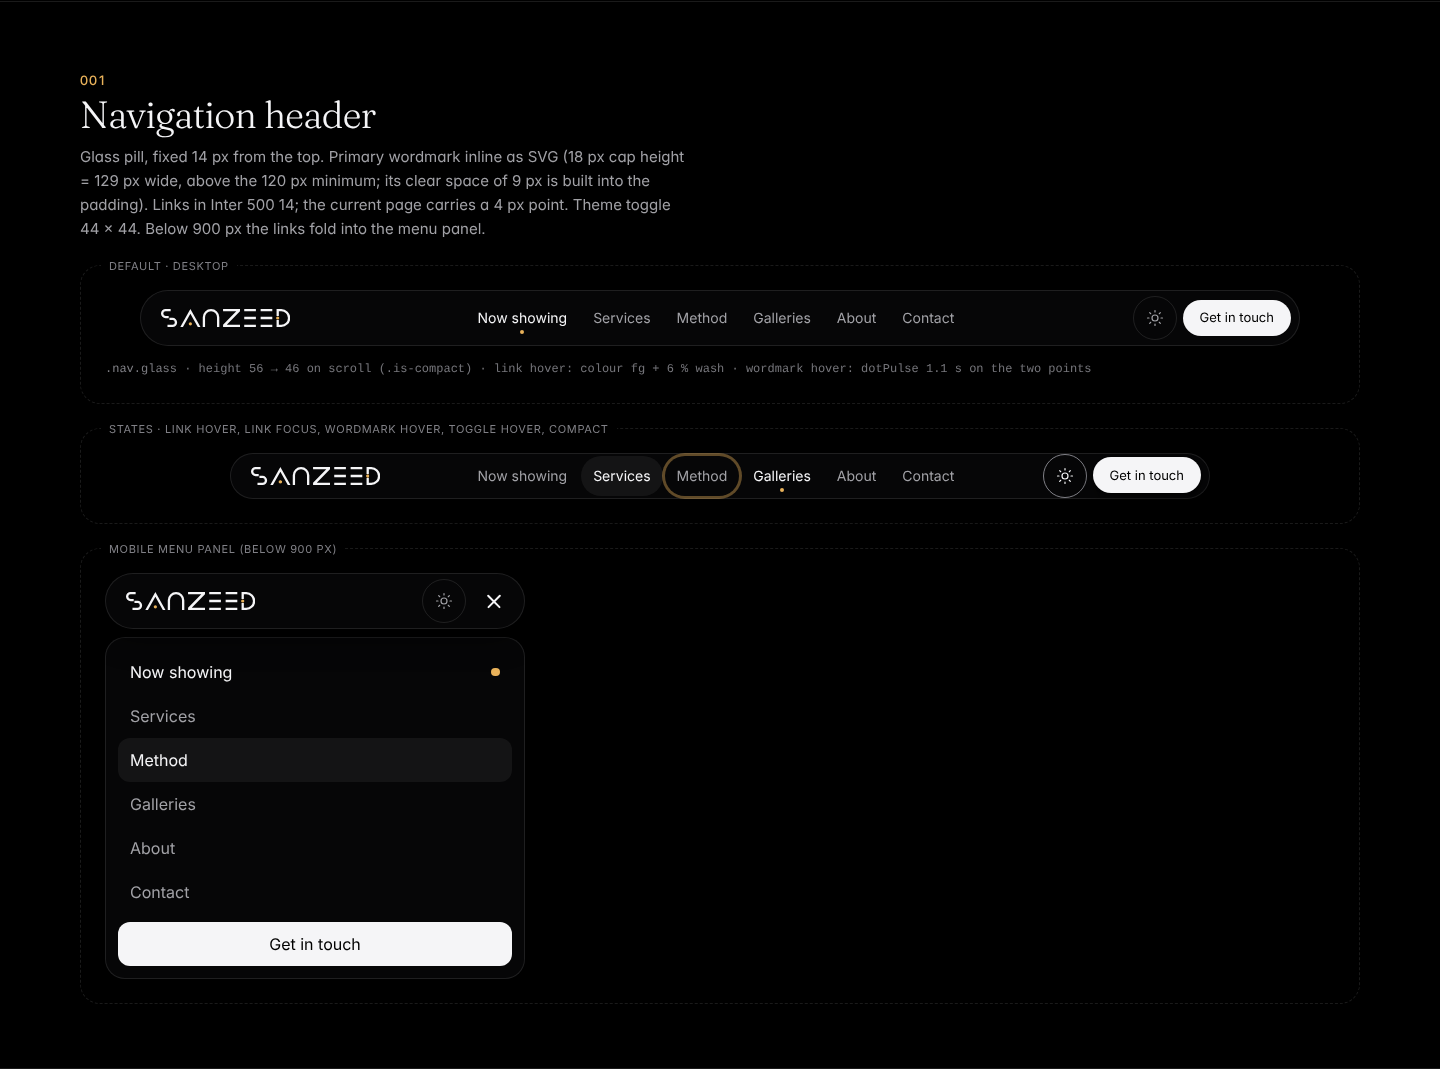 001
Navigation header
Glass pill, fixed 14 px from the top. Primary wordmark inline as SVG (18 px cap height
= 129 px wide, above the 120 px minimum; its clear space of 9 px is built into the
padding). Links in Inter 500 14; the current page carries a 4 px point. Theme toggle
44 × 44. Below 900 px the links fold into the menu panel.
DEFAULT · DESKTOP
SANZEED Now showing Services Method Galleries About Contact Get in touch
.nav.glass · height 56 → 46 on scroll (.is-compact) · link hover: colour fg + 6 % wash · wordmark hover: dotPulse 1.1 s on the two points
STATES · LINK HOVER, LINK FOCUS, WORDMARK HOVER, TOGGLE HOVER, COMPACT
SANZEED Now showing Services Method Galleries About Contact Get in touch
MOBILE MENU PANEL (BELOW 900 PX)
SANZEED
Now showing
Services
Method
Galleries
About
Contact
Get in touch